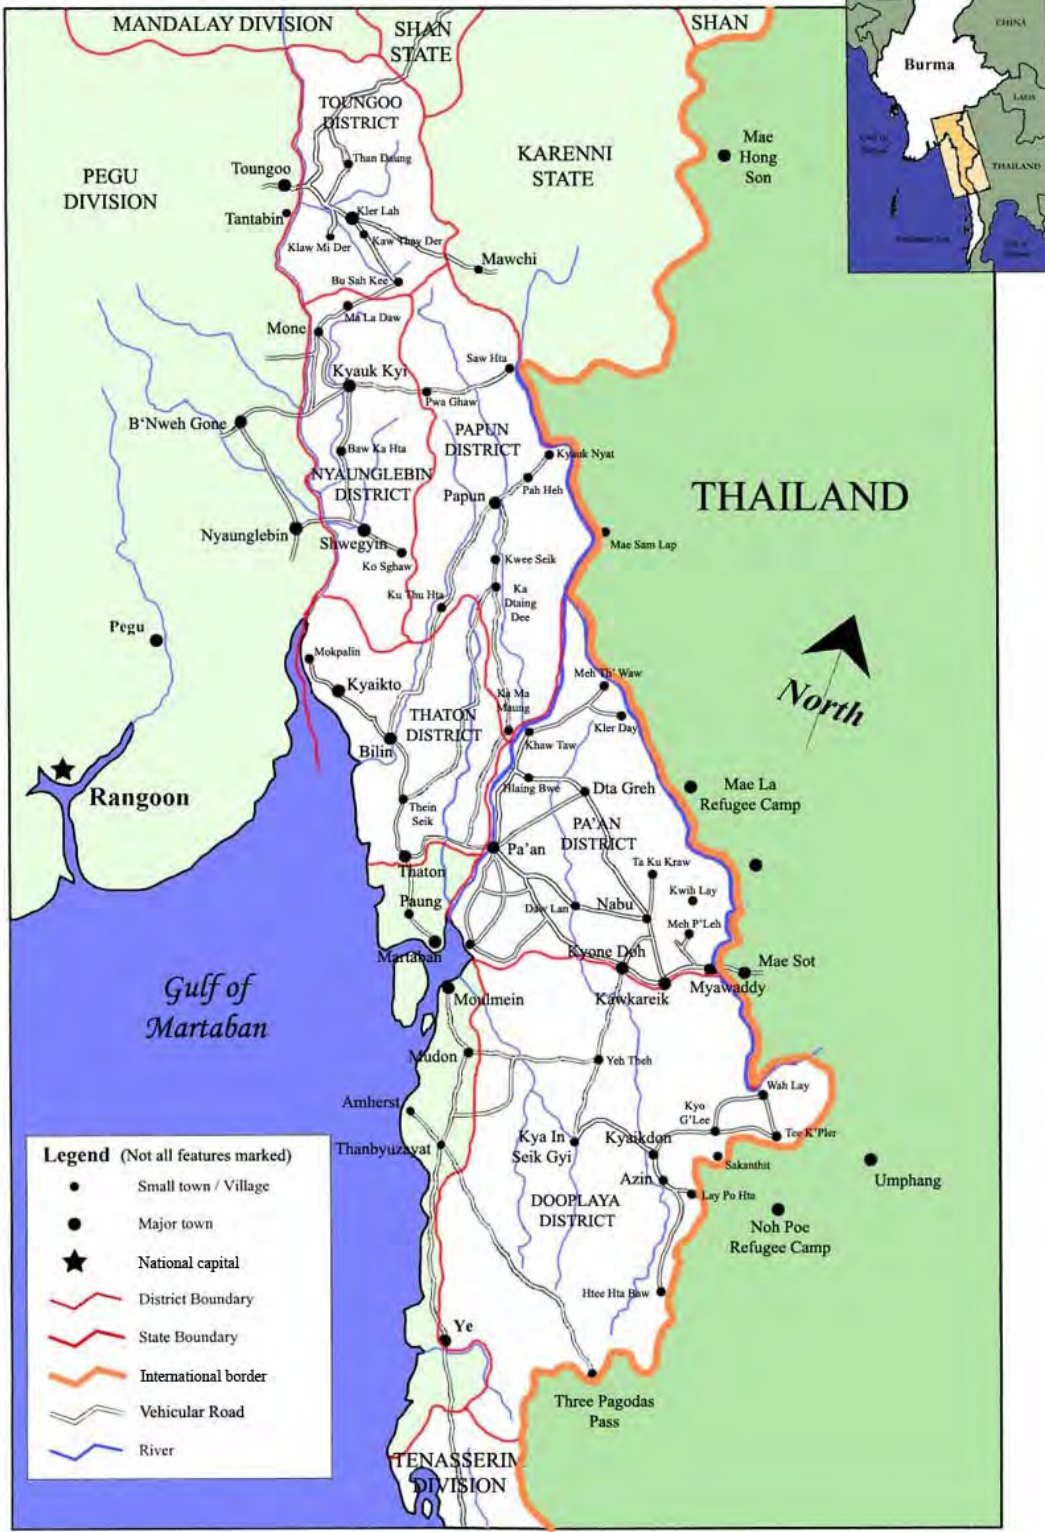 MANDALAY DIVISION
SHAN
STATE
SHAN
CHINA
Burma
LAOS
THAILAND
TOUNGOO
DISTRICT
KARENNI
STATE
Mae
Hong
Son
PEGU
DIVISION
Than Daung
Toungoo
Tantabin
Kler Lah
Klaw Mi Der
Kaw Thay Der
Mawchi
Bu Sah Kee
Ma La Daw
Mone
Saw Hta
Kyauk Kyi
Pwa Ghaw
B'Nweh Gone
PAPUN
DISTRICT
Baw Ka Hta
Kyauk Nyat
NYAUNGLEBIN
DISTRICT
Pah Heh
Papun
THAILAND
Nyaunglebin
Shwegyin
Mae Sam Lap
Ko Sghaw
Kwee Seik
Ku Thu Hta
Ka
Dtaing
Dee
Pegu
Mokpalin
Kyaikto
Meh Th' Waw
North
Ka Ma
Maung
THATON
DISTRICT
Kler Day
Bilin
Khaw Taw
Rangoon
Hlaing Bwe
Dta Greh
Mae La
Refugee Camp
Thein
Seik
PA'AN
DISTRICT
Pa'an
Thaton
Ta Ku Kraw
Kwih Lay
Paung
Daw Lan
Nabu
Meh P'Leh
Martaban
Kyone Doh
Mae Sot
Gulf of
Martaban
Moulmein
Kawkareik
Myawaddy
Mudon
Yeh Theh
Wah Lay
Amherst
Kyo
G'Lee
Thanbyuzayat
Kya In
Seik Gyi
Kyaikdon
Tee K'Pler
Sakanthit
Umphang
Azin
Lay Po Hta
DOOPLAYA
DISTRICT
Noh Poe
Refugee Camp
Htee Hta Baw
Ye
Three Pagodas
Pass
TENASSERIM
DIVISION
Legend (Not all features marked)
Small town / Village
Major town
National capital
District Boundary
State Boundary
International border
Vehicular Road
River